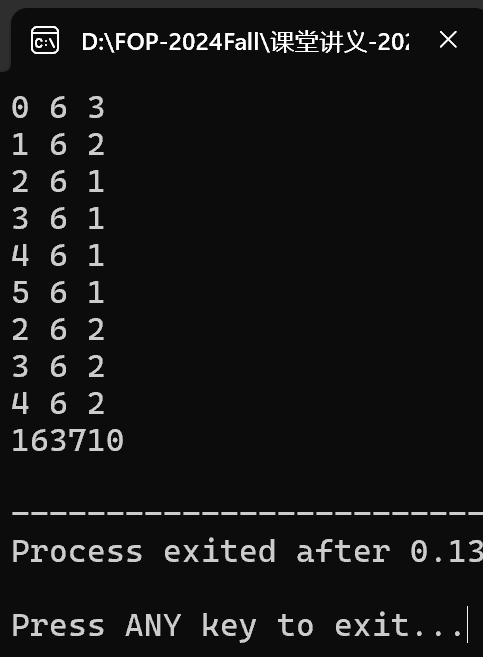 D:\FOP-2024Fall\课堂讲义-202
0 6 3
1 6 2
2 6 1
3 6 1
4 6 1
5 6 1
2 6 2
3 6 2
4 6 2
163710
--------------------------
Process exited after 0.13
Press ANY key to exit...